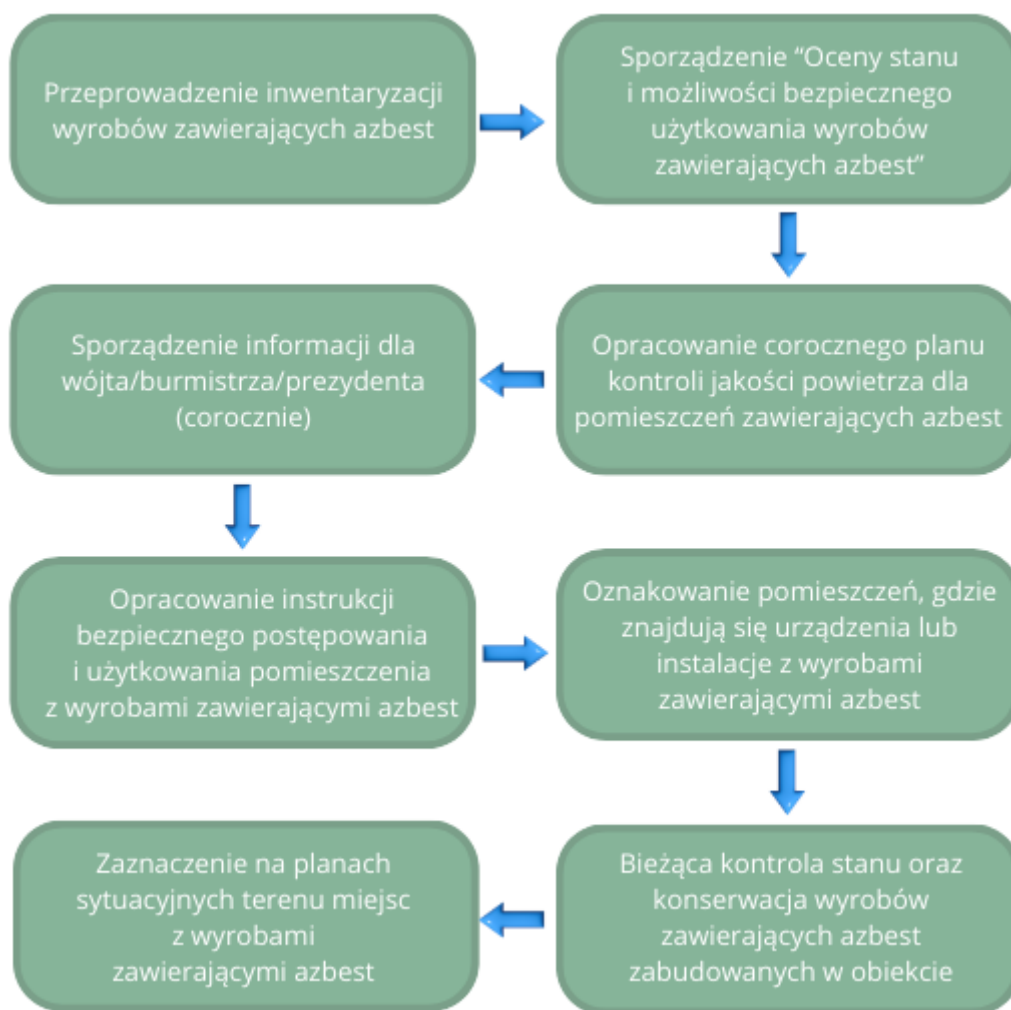 Przeprowadzenie inwentaryzacji
wyrobów zawierających azbest
Sporządzenie “Oceny stanu
i możliwości bezpiecznego
użytkowania wyrobów
zawierających azbest”
Opracowanie corocznego planu
kontroli jakości powietrza dla
pomieszczeń zawierających azbest
Sporządzenie informacji dla
wójta/burmistrza/prezydenta
(corocznie)
Opracowanie instrukcji
bezpiecznego postępowania
i użytkowania pomieszczenia
z wyrobami zawierającymi azbest
Oznakowanie pomieszczeń, gdzie
znajdują się urządzenia lub
instalacje z wyrobami
zawierającymi azbest
Bieżąca kontrola stanu oraz
konserwacja wyrobów
zawierających azbest
zabudowanych w obiekcie
Zaznaczenie na planach
sytuacyjnych terenu miejsc
z wyrobami
zawierającymi azbest